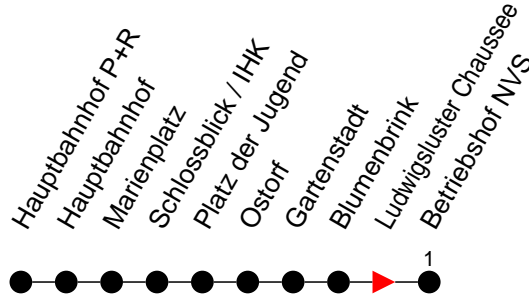 Hauptbahnhof P+R
Hauptbahnhof
Marienplatz
Schlossblick / IHK
Platz der Jugend
Ostorf
Gartenstadt
Blumenbrink
Ludwigsluster Chaussee
Betriebshof NVS
1